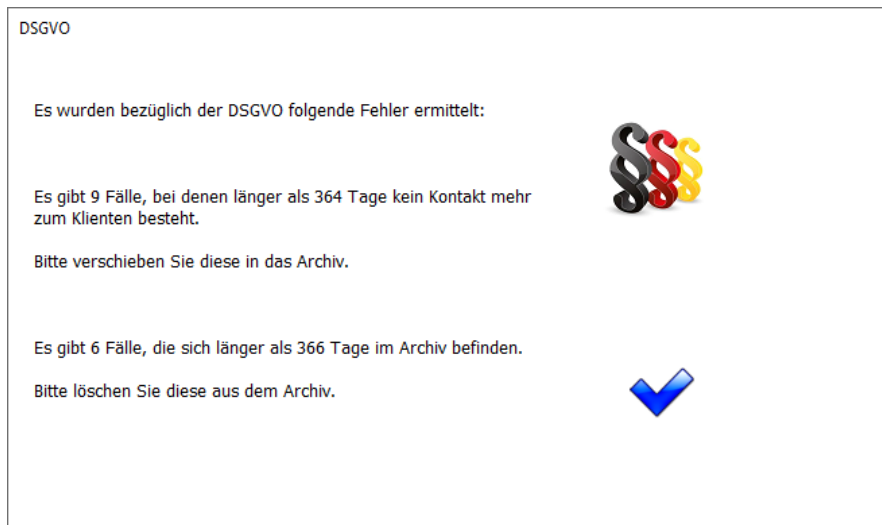 DSGVO
Es wurden bezüglich der DSGVO folgende Fehler ermittelt:
Es gibt 9 Fälle, bei denen länger als 364 Tage kein Kontakt mehr
zum Klienten besteht.
Bitte verschieben Sie diese in das Archiv.
Es gibt 6 Fälle, die sich länger als 366 Tage im Archiv befinden.
Bitte löschen Sie diese aus dem Archiv.